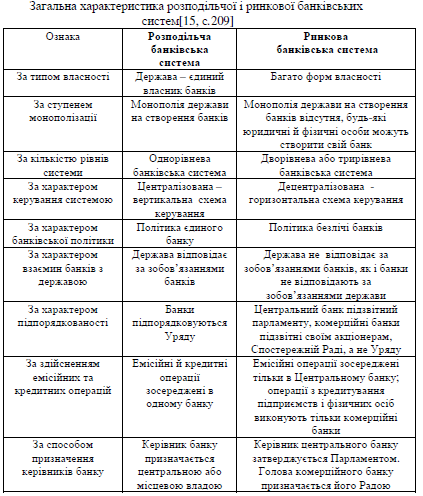 Загальна характеристика розподільчої і ринкової банківських
систем[15, с.209]
Ознака
Розподільча
банківська
система
Ринкова
банківська система
За типом власності
Держава – єдиний
власник банків
Багато форм власності
За ступенем
монополізації
Монополія держави
на створення банків
Монополія держави на створення
банків відсутня, будь-які
юридичні й фізичні особи можуть
створити свій банк
За кількістю рівнів
системи
Однорівнева
банківська система
Дворівнева або трирівнева
банківська система
За характером
керування системою
Централізована –
вертикальна схема
керування
Децентралізована -
горизонтальна схема керування
За характером
банківської політики
Політика єдиного
банку
Політика безлічі банків
За характером
взаємин банків з
державою
Держава відповідає
за зобов’язаннями
банків
Держава не відповідає за
зобов’язаннями банків, як і банки
не відповідають за
зобов’язаннями держави
За характером
підпорядкованості
Банки
підпорядковуються
Уряду
Центральний банк підзвітний
парламенту, комерційні банки
підзвітні своїм акціонерам,
Спостережній Раді, а не Уряду
За здійсненням
емісійних та
кредитних операцій
Емісійні й кредитні
операції
зосереджені в
одному банку
Емісійні операції зосереджені
тільки в Центральному банку;
операції з кредитування
підприємств і фізичних осіб
виконують тільки комерційні
банки
За способом
призначення
керівників банку
Керівник банку
призначається
центральною або
місцевою владою
Керівник центрального банку
затверджується Парламентом.
Голова комерційного банку
призначається його Радою